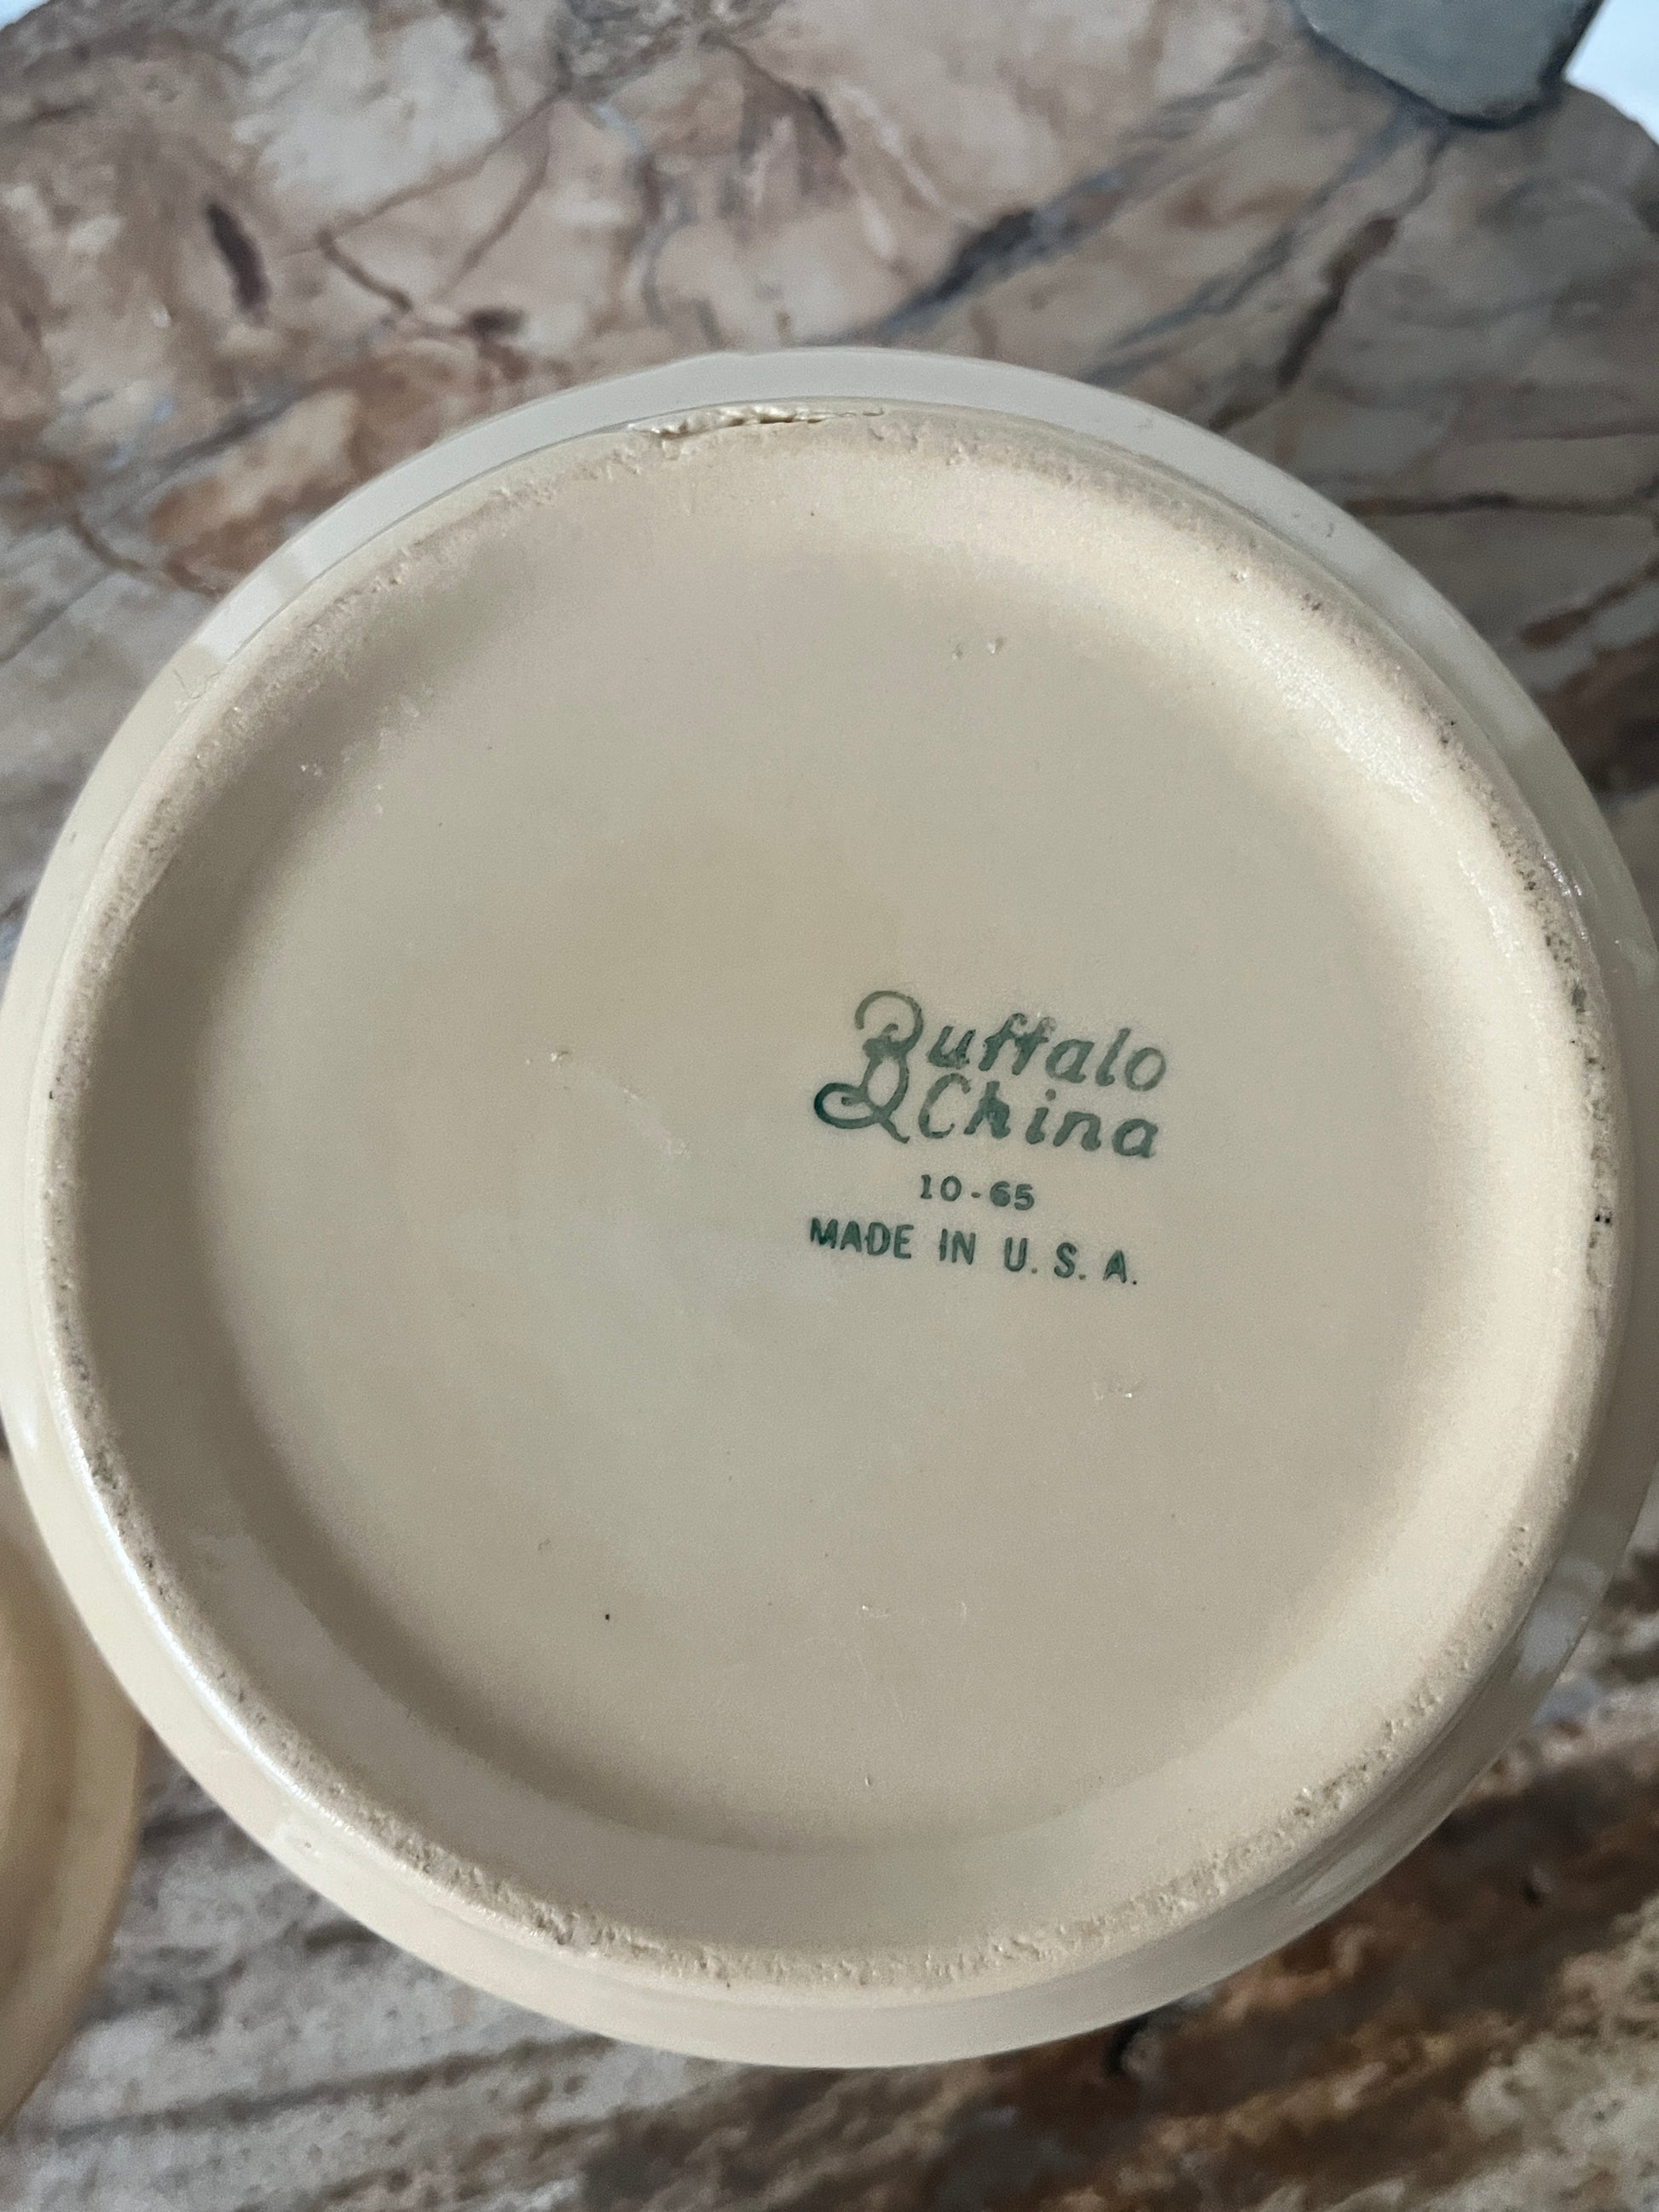 Buffalo
China
10-65
MADE IN U.S.A.